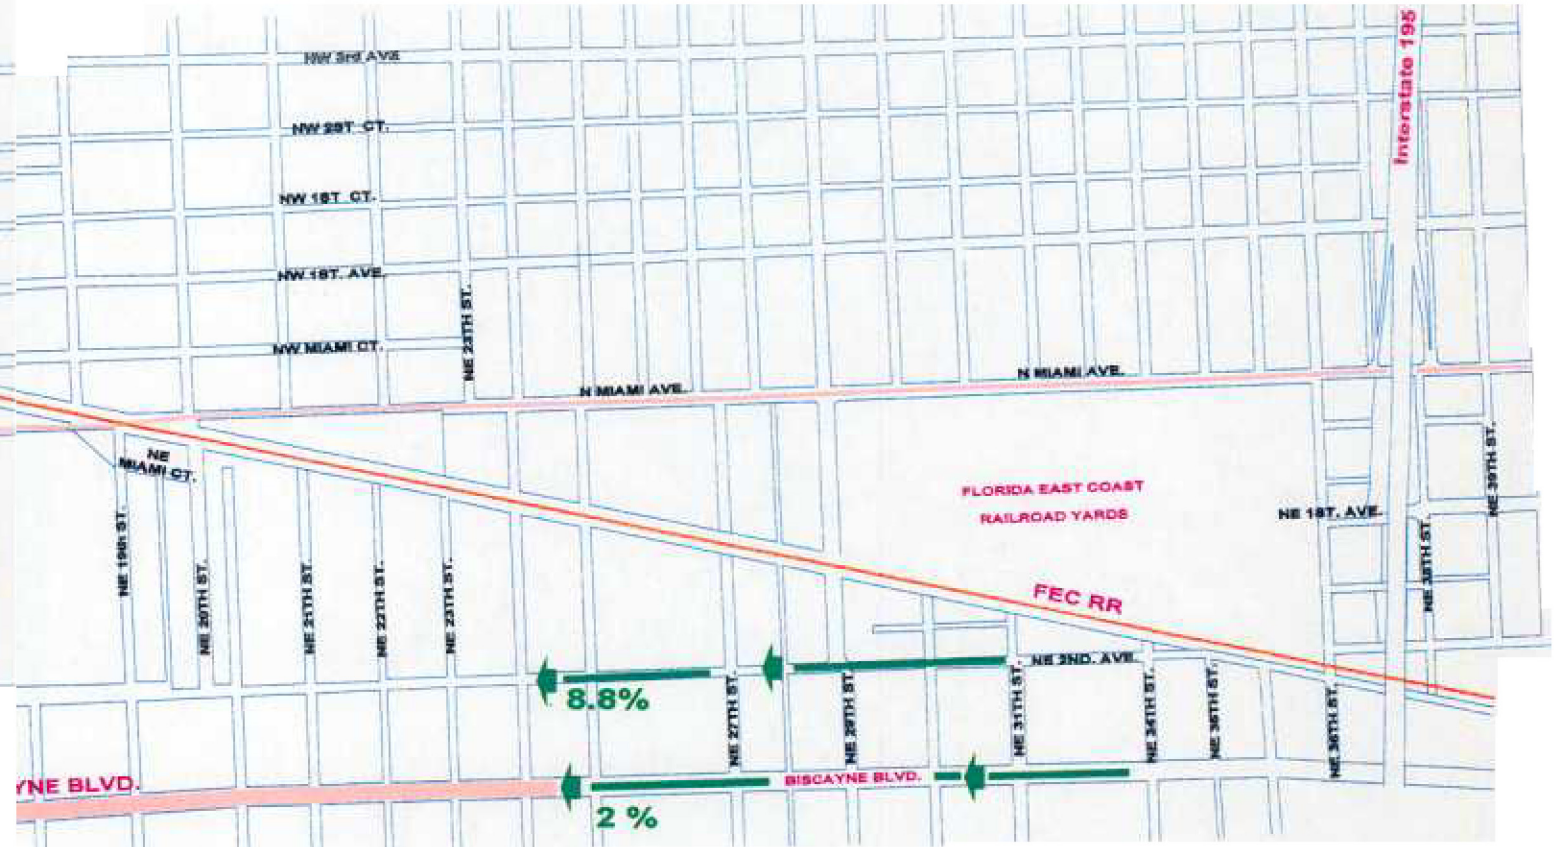 Interstate 195
NW 3rd AVE
NW 2ST CT.
NW 1ST CT.
NW 1ST. AVE.
NE 23TH ST.
NW MIAMI CT.
N MIAMI AVE.
N MIAMI AVE.
NE
MIAMI CT.
FLORIDA EAST COAST
RAILROAD YARDS
NE 1ST. AVE.
NE 39TH ST.
NE 38TH ST.
NE 19th ST.
NE 20TH ST.
NE 21TH ST.
NE 22TH ST.
NE 23TH ST.
FEC RR
NE 2ND. AVE.
8.8%
NE 27TH ST.
NE 29TH ST.
NE 31TH ST.
NE 34TH ST.
NE 35TH ST.
NE 36TH ST.
YNE BLVD.
BISCAYNE BLVD.
2 %